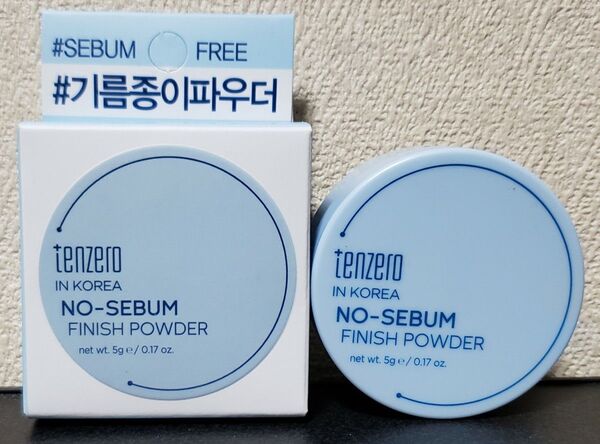 #SEBUM FREE
#기름종이파우더
tenzero
IN KOREA
NO-SEBUM
FINISH POWDER
net wt. 5g ℮ / 0.17 oz.
tenzero
IN KOREA
NO-SEBUM
FINISH POWDER
net wt. 5g ℮ / 0.17 oz.